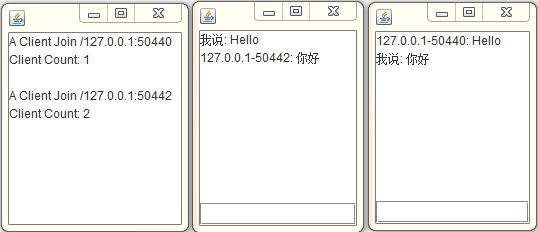 A Client Join /127.0.0.1:50440
Client Count: 1
A Client Join /127.0.0.1:50442
Client Count: 2
我说: Hello
127.0.0.1-50442: 你好
127.0.0.1-50440: Hello
我说: 你好